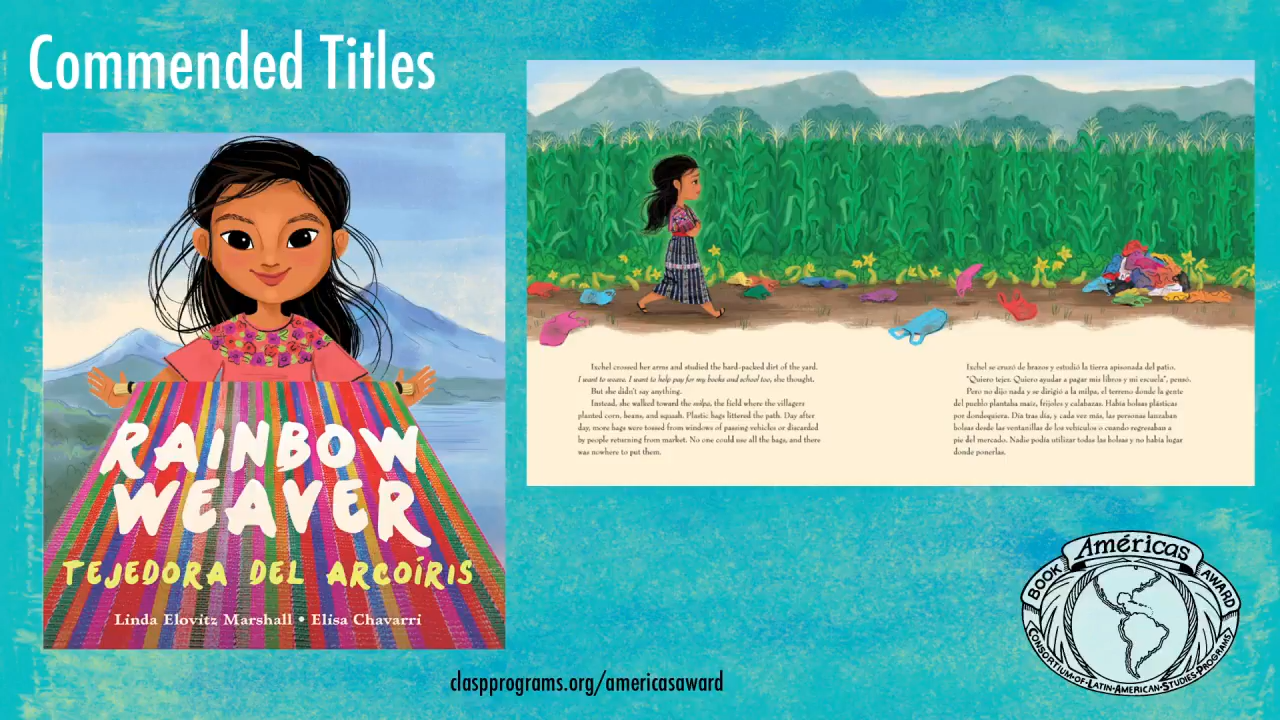 Commended Titles
RAINBOW
WEAVER
TEJEDORA DEL ARCOÍRIS
Linda Elovitz Marshall • Elisa Chavarri
Ixchel crossed her arms and studied the hard-packed dirt of the yard.
I want to weave. I want to help pay for my books and school too, she thought.
But she didn't say anything.
Instead, she walked toward the milpa, the field where the villagers
planted corn, beans, and squash. Plastic bags littered the path. Day after
day, more bags were tossed from windows of passing vehicles or discarded
by people returning from market. No one could use all the bags, and there
was nowhere to put them.
Ixchel se cruzó de brazos y estudió la tierra apisonada del patio.
"Quiero tejer. Quiero ayudar a pagar mis libros y mi escuela", pensó.
Pero no dijo nada y se dirigió a la milpa, el terreno donde la gente
del pueblo plantaba maíz, frijoles y calabazas. Había bolsas plásticas
por dondequiera. Día tras día, y cada vez más, las personas lanzaban
bolsas desde las ventanillas de los vehículos o cuando regresaban a
pie del mercado. Nadie podía utilizar todas las bolsas y no había lugar
donde ponerlas.
Américas
BOOK AWARD
CONSORTIUM·OF·LATIN·AMERICAN·STUDIES·PROGRAMS
claspprograms.org/americasaward